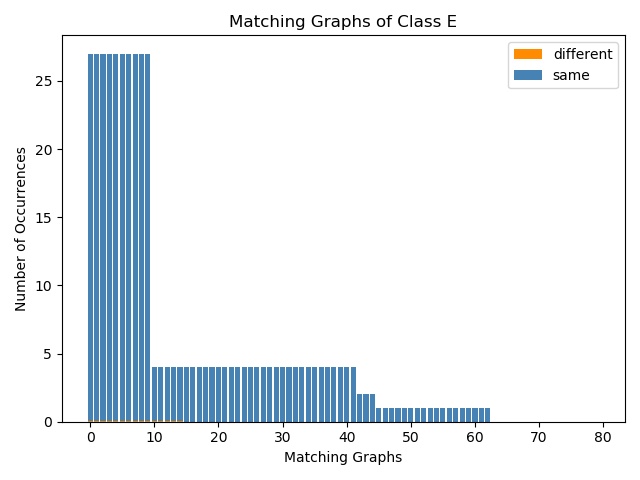 Matching Graphs of Class E
different
same
Number of Occurrences
25
20
15
10
5
0
0 10 20 30 40 50 60 70 80
Matching Graphs